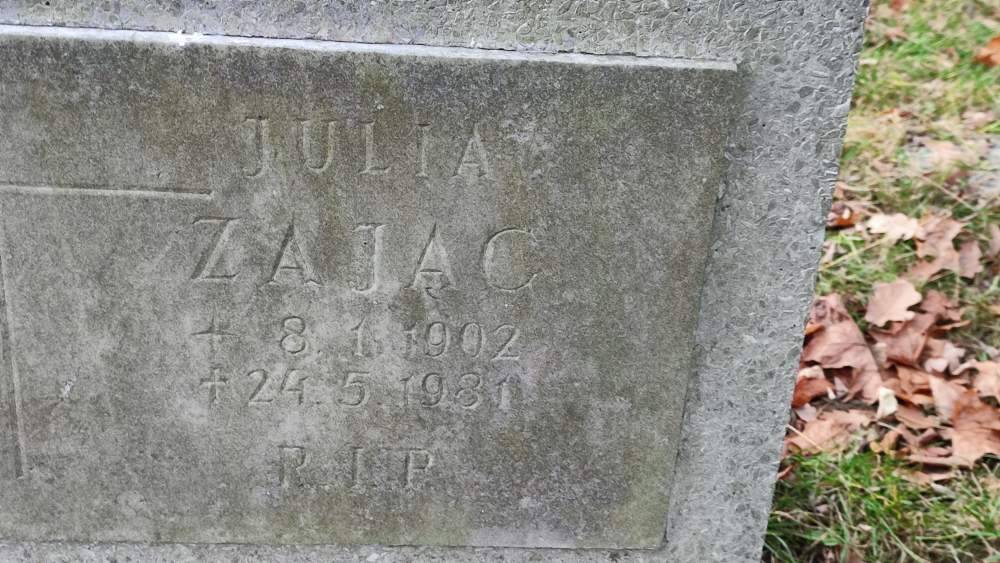 JULIA
ZAJĄC
+ 8.1.1902
+ 24.5.1981
R.I.P.